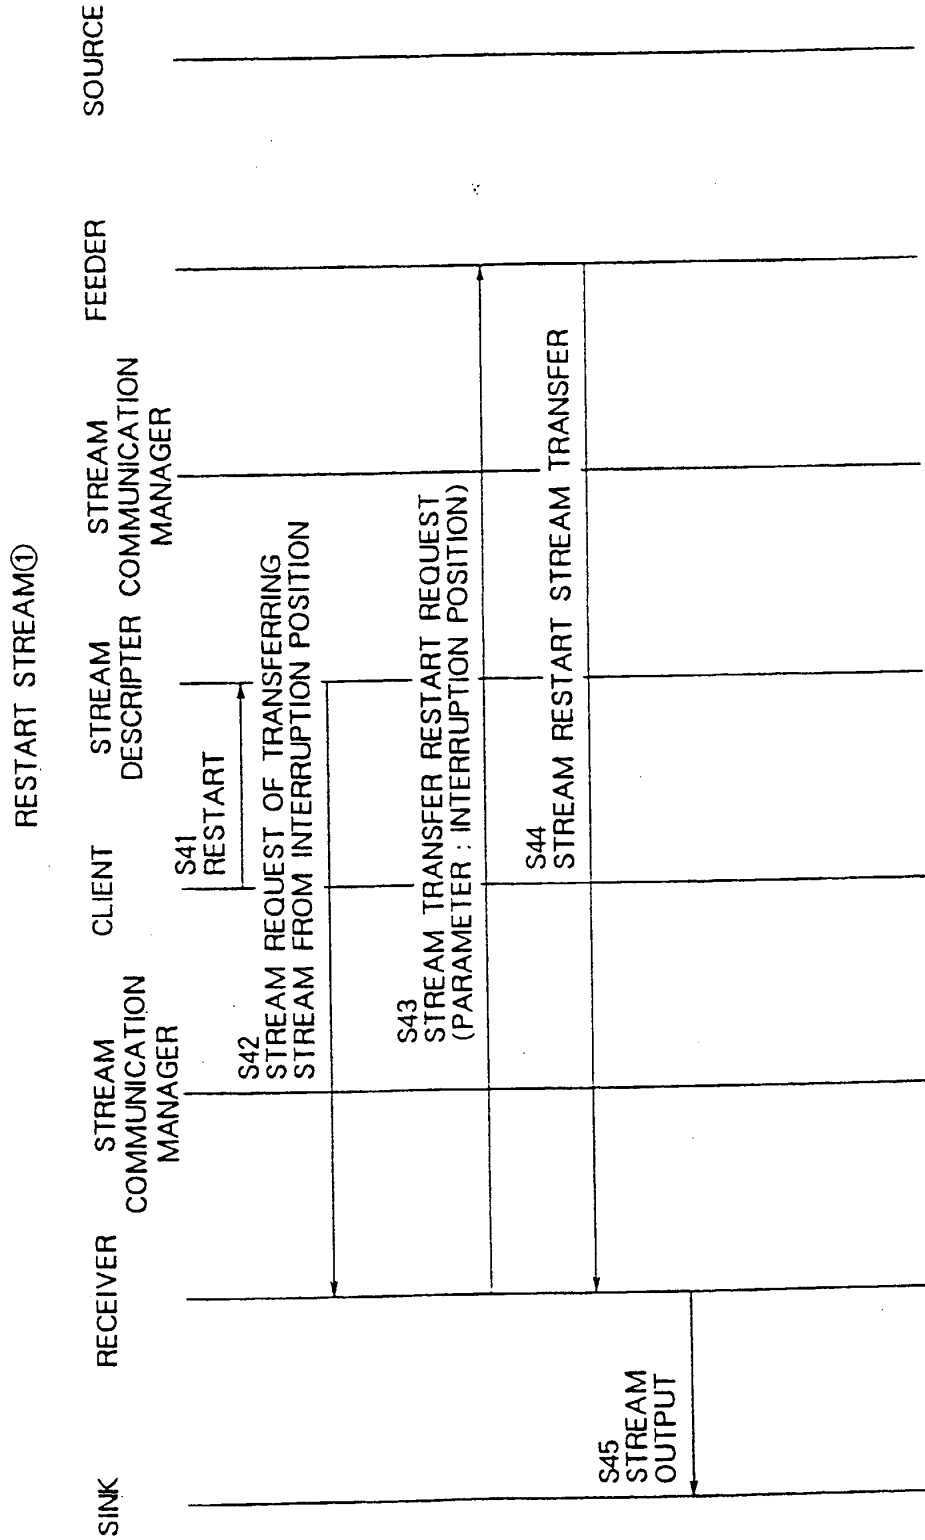 RESTART STREAM①
SINK
RECEIVER
STREAM
COMMUNICATION
MANAGER
CLIENT
STREAM
DESCRIPTER
STREAM
COMMUNICATION
MANAGER
FEEDER
SOURCE
S41
RESTART
S42
STREAM REQUEST OF TRANSFERRING
STREAM FROM INTERRUPTION POSITION
S43
STREAM TRANSFER RESTART REQUEST
(PARAMETER : INTERRUPTION POSITION)
S44
STREAM RESTART STREAM TRANSFER
S45
STREAM
OUTPUT